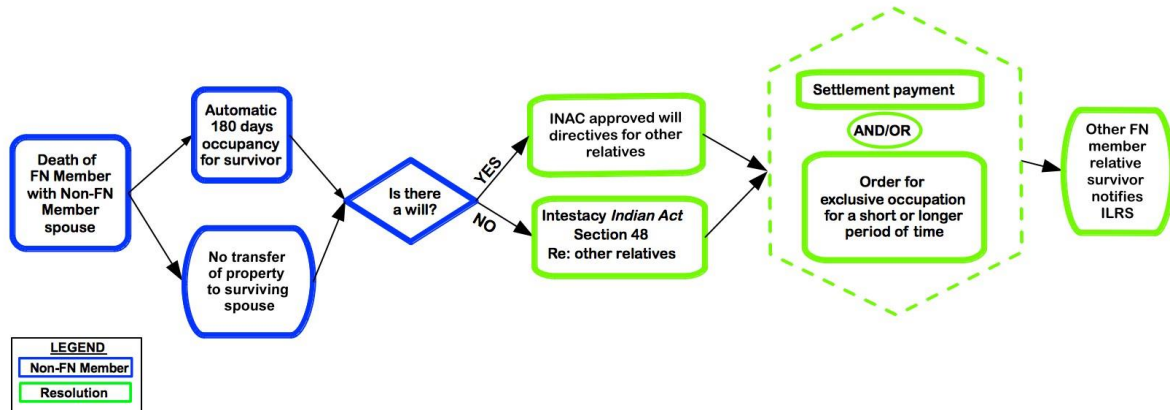 Death of
FN Member
with Non-FN
Member
spouse
Automatic
180 days
occupancy
for survivor
No transfer
of property
to surviving
spouse
Is there
a will?
YES
NO
INAC approved will
directives for other
relatives
Intestacy Indian Act
Section 48
Re: other relatives
Settlement payment
AND/OR
Order for
exclusive occupation
for a short or longer
period of time
Other FN
member
relative
survivor
notifies
ILRS
LEGEND
Non-FN Member
Resolution